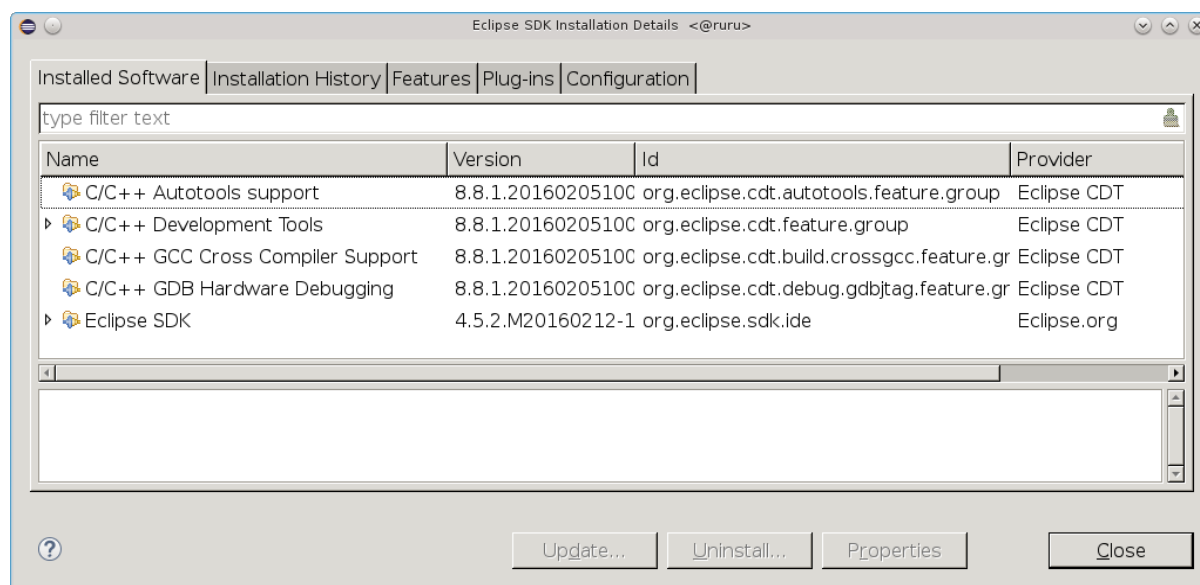 Eclipse SDK Installation Details <@ruru>
Installed Software Installation History Features Plug-ins Configuration
type filter text
Name Version Id Provider
C/C++ Autotools support 8.8.1.20160205100 org.eclipse.cdt.autotools.feature.group Eclipse CDT
C/C++ Development Tools 8.8.1.20160205100 org.eclipse.cdt.feature.group Eclipse CDT
C/C++ GCC Cross Compiler Support 8.8.1.20160205100 org.eclipse.cdt.build.crossgcc.feature.gr Eclipse CDT
C/C++ GDB Hardware Debugging 8.8.1.20160205100 org.eclipse.cdt.debug.gdbjtag.feature.gr Eclipse CDT
Eclipse SDK 4.5.2.M20160212-1 org.eclipse.sdk.ide Eclipse.org
? Update... Uninstall... Properties Close